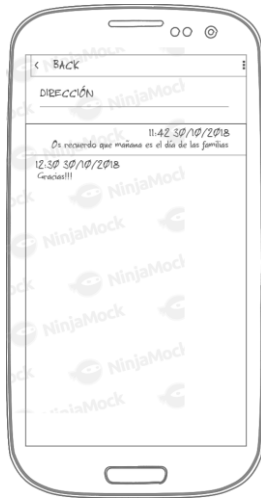 < BACK
DIRECCIÓN
11:42 30/10/2018
Os recuerdo que mañana es el día de las familias
12:30 30/10/2018
Gracias!!!
NinjaMock
NinjaMock
NinjaMock
NinjaMock
NinjaMock
NinjaMock